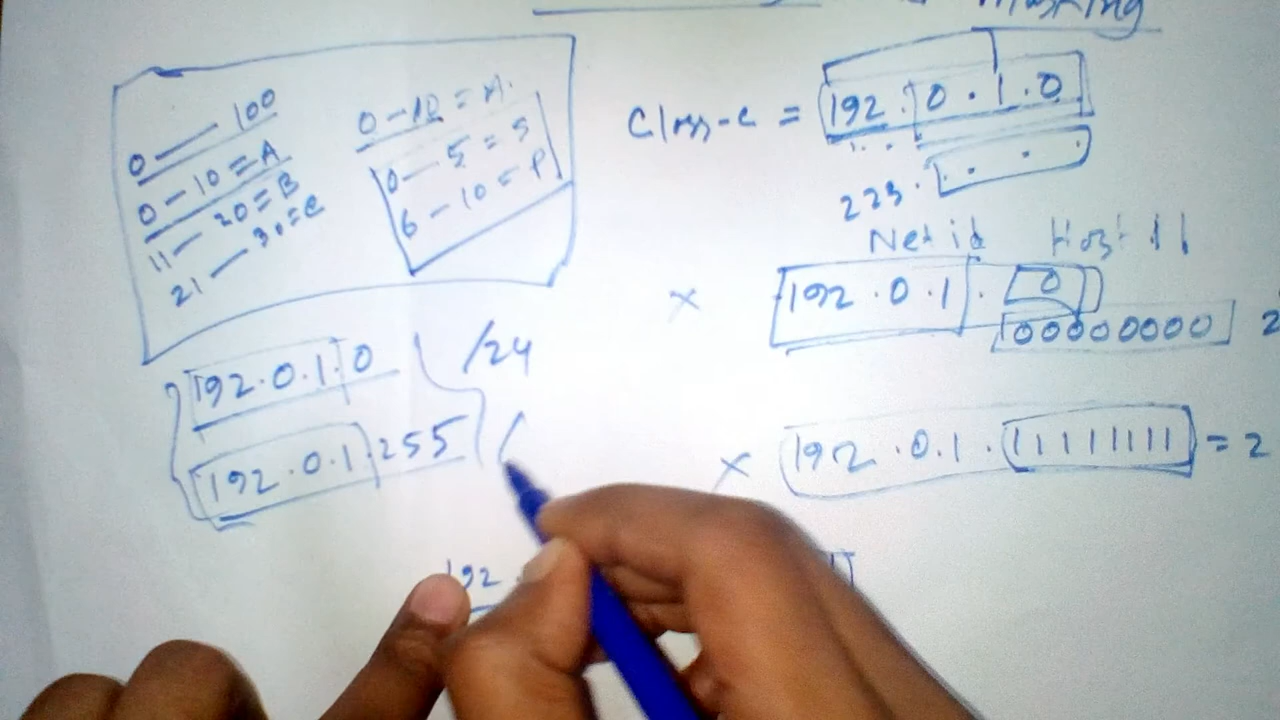 masking
0 — 100
0 - 10 = A
11 — 20 = B
21 — 30 = C
0 - 10 = A.
0 — 5 = S
6 - 10 = P
Class-C = 192.0.1.0
223. . .
Net id
192.0.1.0
00000000 2
192.0.1.0 /24
192.0.1.255
192.0.1.11111111 = 2
192